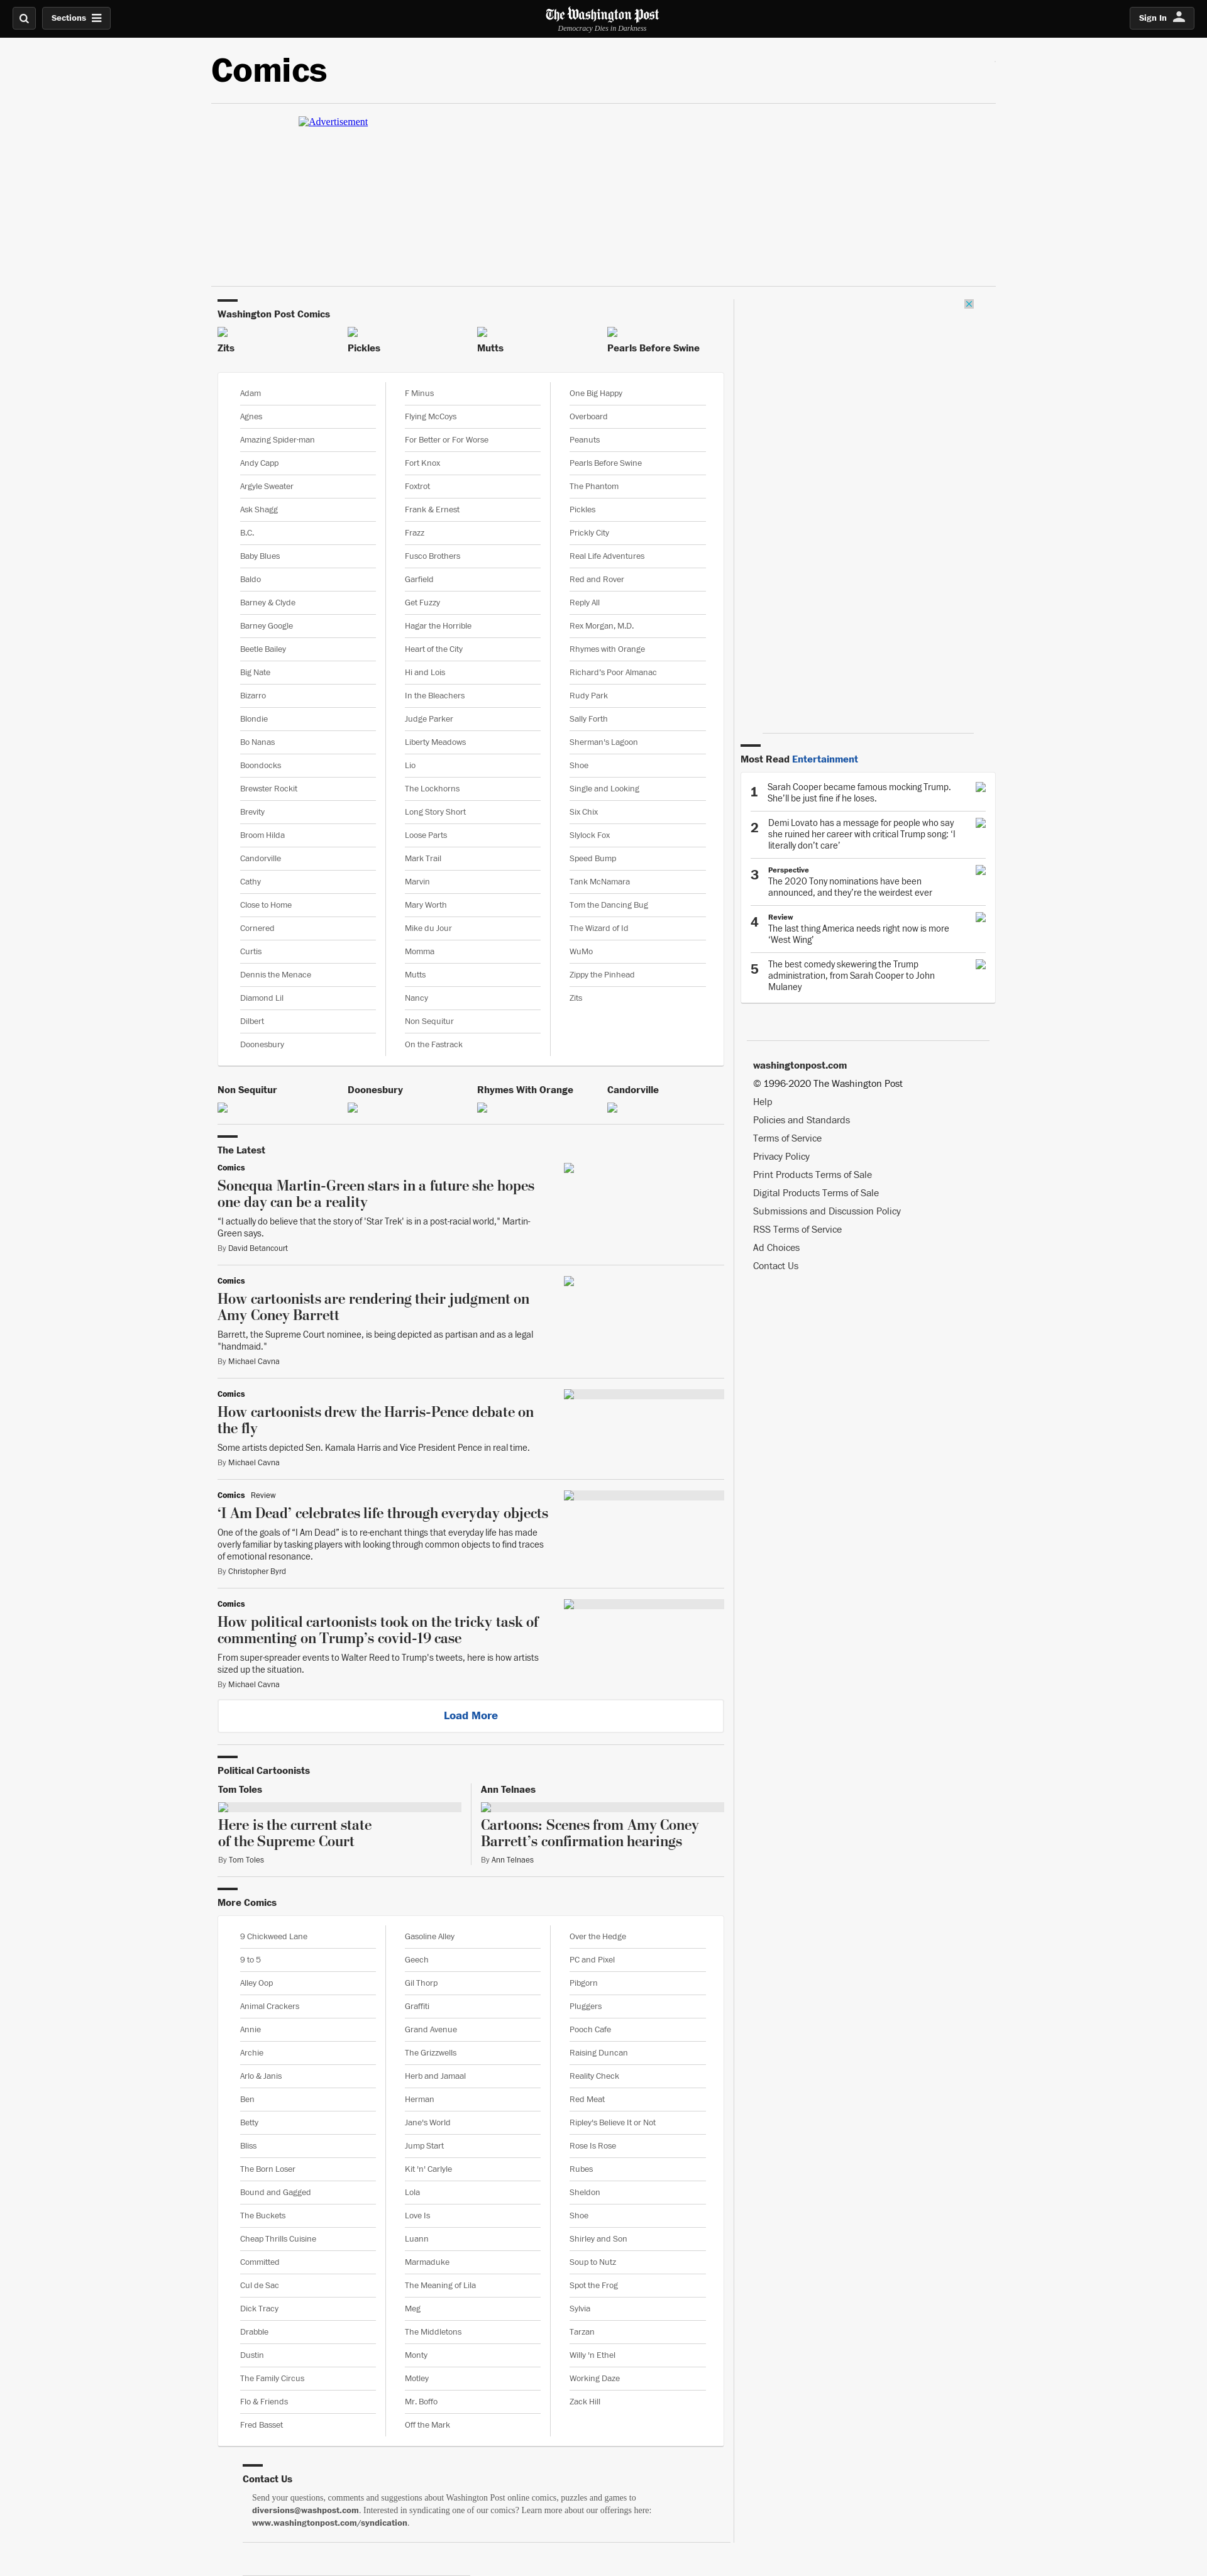 Sections
The Washington Post
Democracy Dies in Darkness
Sign In
Comics
Advertisement
Washington Post Comics
Zits
Pickles
Mutts
Pearls Before Swine
Adam
Agnes
Amazing Spider-man
Andy Capp
Argyle Sweater
Ask Shagg
B.C.
Baby Blues
Baldo
Barney & Clyde
Barney Google
Beetle Bailey
Big Nate
Bizarro
Blondie
Bo Nanas
Boondocks
Brewster Rockit
Brevity
Broom Hilda
Candorville
Cathy
Close to Home
Cornered
Curtis
Dennis the Menace
Diamond Lil
Dilbert
Doonesbury
F Minus
Flying McCoys
For Better or For Worse
Fort Knox
Foxtrot
Frank & Ernest
Frazz
Fusco Brothers
Garfield
Get Fuzzy
Hagar the Horrible
Heart of the City
Hi and Lois
In the Bleachers
Judge Parker
Liberty Meadows
Lio
The Lockhorns
Long Story Short
Loose Parts
Mark Trail
Marvin
Mary Worth
Mike du Jour
Momma
Mutts
Nancy
Non Sequitur
On the Fastrack
One Big Happy
Overboard
Peanuts
Pearls Before Swine
The Phantom
Pickles
Prickly City
Real Life Adventures
Red and Rover
Reply All
Rex Morgan, M.D.
Rhymes with Orange
Richard's Poor Almanac
Rudy Park
Sally Forth
Sherman's Lagoon
Shoe
Single and Looking
Six Chix
Slylock Fox
Speed Bump
Tank McNamara
Tom the Dancing Bug
The Wizard of Id
WuMo
Zippy the Pinhead
Zits
Non Sequitur
Doonesbury
Rhymes With Orange
Candorville
The Latest
Comics
Sonequa Martin-Green stars in a future she hopes
one day can be a reality
"I actually do believe that the story of 'Star Trek' is in a post-racial world," Martin-
Green says.
By David Betancourt
Comics
How cartoonists are rendering their judgment on
Amy Coney Barrett
Barrett, the Supreme Court nominee, is being depicted as partisan and as a legal
"handmaid."
By Michael Cavna
Comics
How cartoonists drew the Harris-Pence debate on
the fly
Some artists depicted Sen. Kamala Harris and Vice President Pence in real time.
By Michael Cavna
Comics Review
‘I Am Dead’ celebrates life through everyday objects
One of the goals of “I Am Dead” is to re-enchant things that everyday life has made
overly familiar by tasking players with looking through common objects to find traces
of emotional resonance.
By Christopher Byrd
Comics
How political cartoonists took on the tricky task of
commenting on Trump’s covid-19 case
From super-spreader events to Walter Reed to Trump's tweets, here is how artists
sized up the situation.
By Michael Cavna
Load More
Political Cartoonists
Tom Toles
Here is the current state
of the Supreme Court
By Tom Toles
Ann Telnaes
Cartoons: Scenes from Amy Coney
Barrett’s confirmation hearings
By Ann Telnaes
More Comics
9 Chickweed Lane
9 to 5
Alley Oop
Animal Crackers
Annie
Archie
Arlo & Janis
Ben
Betty
Bliss
The Born Loser
Bound and Gagged
The Buckets
Cheap Thrills Cuisine
Committed
Cul de Sac
Dick Tracy
Drabble
Dustin
The Family Circus
Flo & Friends
Fred Basset
Gasoline Alley
Geech
Gil Thorp
Graffiti
Grand Avenue
The Grizzwells
Herb and Jamaal
Herman
Jane's World
Jump Start
Kit 'n' Carlyle
Lola
Love Is
Luann
Marmaduke
The Meaning of Lila
Meg
The Middletons
Monty
Motley
Mr. Boffo
Off the Mark
Over the Hedge
PC and Pixel
Pibgorn
Pluggers
Pooch Cafe
Raising Duncan
Reality Check
Red Meat
Ripley's Believe It or Not
Rose Is Rose
Rubes
Sheldon
Shoe
Shirley and Son
Soup to Nutz
Spot the Frog
Sylvia
Tarzan
Willy 'n Ethel
Working Daze
Zack Hill
Contact Us
Send your questions, comments and suggestions about Washington Post online comics, puzzles and games to
diversions@washpost.com. Interested in syndicating one of our comics? Learn more about our offerings here:
www.washingtonpost.com/syndication.
Most Read Entertainment
1 Sarah Cooper became famous mocking Trump.
She’ll be just fine if he loses.
2 Demi Lovato has a message for people who say
she ruined her career with critical Trump song: ‘I
literally don’t care’
3 Perspective
The 2020 Tony nominations have been
announced, and they’re the weirdest ever
4 Review
The last thing America needs right now is more
‘West Wing’
5 The best comedy skewering the Trump
administration, from Sarah Cooper to John
Mulaney
washingtonpost.com
© 1996-2020 The Washington Post
Help
Policies and Standards
Terms of Service
Privacy Policy
Print Products Terms of Sale
Digital Products Terms of Sale
Submissions and Discussion Policy
RSS Terms of Service
Ad Choices
Contact Us